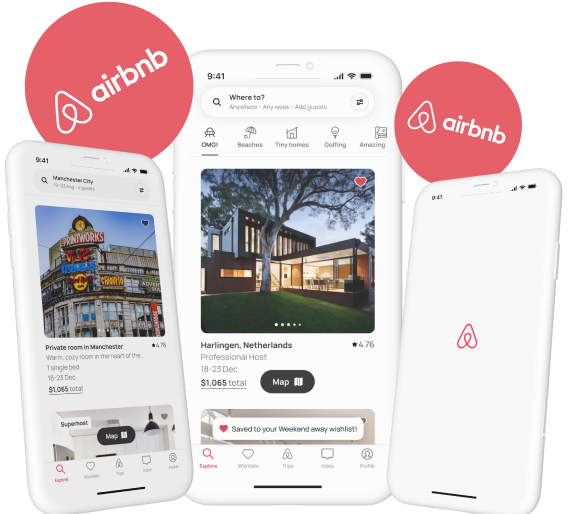 airbnb
airbnb
9:41
Manchester City
19-23 Aug • 4 guests
PRINTWORKS
Hard Rock
CAFE
Private room in Manchester
★4.76
Warm, cozy room in the heart of the...
1 single bed
18-23 Dec
$1,065 total
Superhost
Map
Explore
Wishlists
Trips
Inbox
Profile
9:41
Where to?
Anywhere • Any week • Add guests
OMG!
Beaches
Tiny homes
Golfing
Amazing
Harlingen, Netherlands
★4.76
Professional Host
18-23 Dec
$1,065 total
Map
Saved to your Weekend away wishlist!
Explore
Wishlists
Trips
Inbox
Profile
9:41